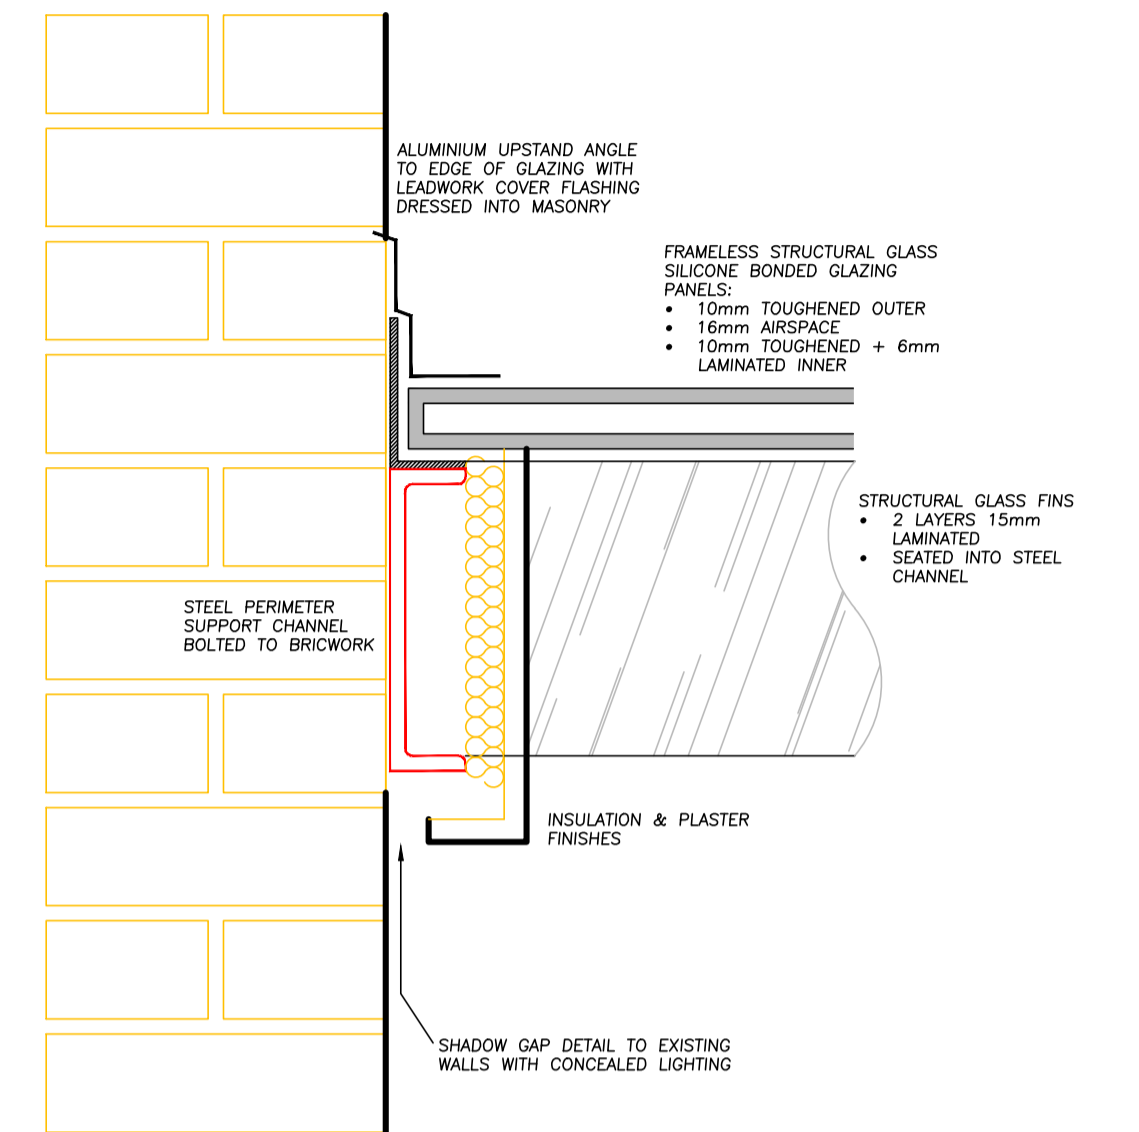 ALUMINIUM UPSTAND ANGLE
TO EDGE OF GLAZING WITH
LEADWORK COVER FLASHING
DRESSED INTO MASONRY
FRAMELESS STRUCTURAL GLASS
SILICONE BONDED GLAZING
PANELS:
• 10mm TOUGHENED OUTER
• 16mm AIRSPACE
• 10mm TOUGHENED + 6mm
LAMINATED INNER
STRUCTURAL GLASS FINS
• 2 LAYERS 15mm
LAMINATED
• SEATED INTO STEEL
CHANNEL
STEEL PERIMETER
SUPPORT CHANNEL
BOLTED TO BRICWORK
INSULATION & PLASTER
FINISHES
SHADOW GAP DETAIL TO EXISTING
WALLS WITH CONCEALED LIGHTING